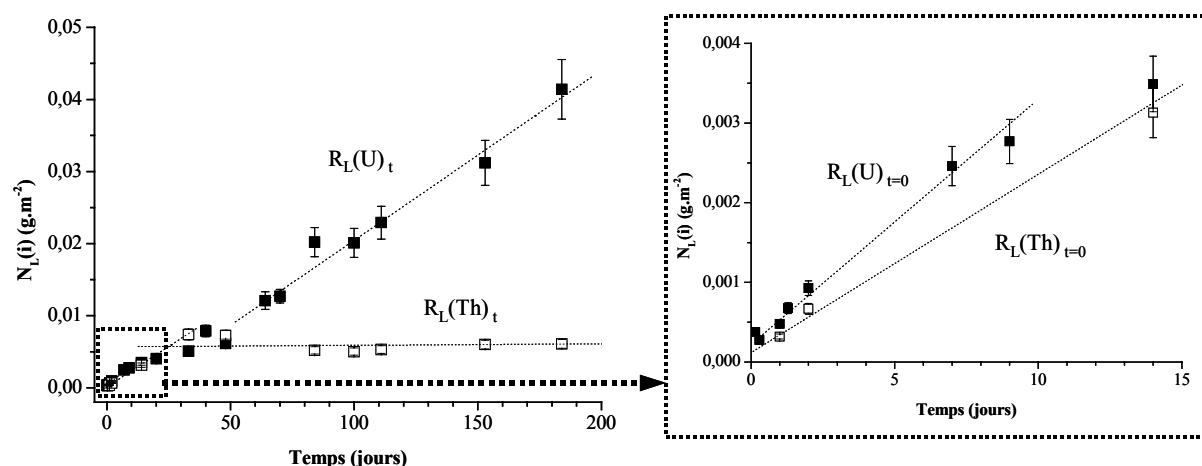 0,05
0,04
0,03
0,02
0,01
0,00
N_L(i) (g.m⁻²)
R_L(U)_t
R_L(Th)_t
0 50 100 150 200
Temps (jours)
0,004
0,003
0,002
0,001
0,000
N_L(i) (g.m⁻²)
R_L(U)_t=0
R_L(Th)_t=0
0 5 10 15
Temps (jours)